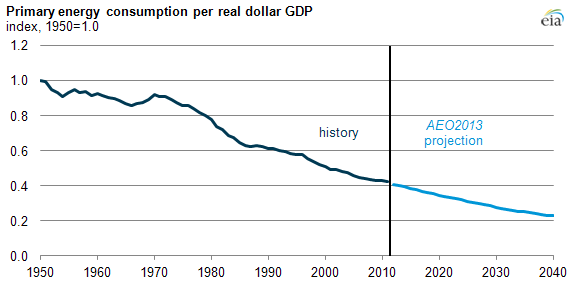 Primary energy consumption per real dollar GDP
index, 1950=1.0
eia
1.2
1.0
0.8
0.6
0.4
0.2
0.0
history
AEO2013
projection
1950 1960 1970 1980 1990 2000 2010 2020 2030 2040